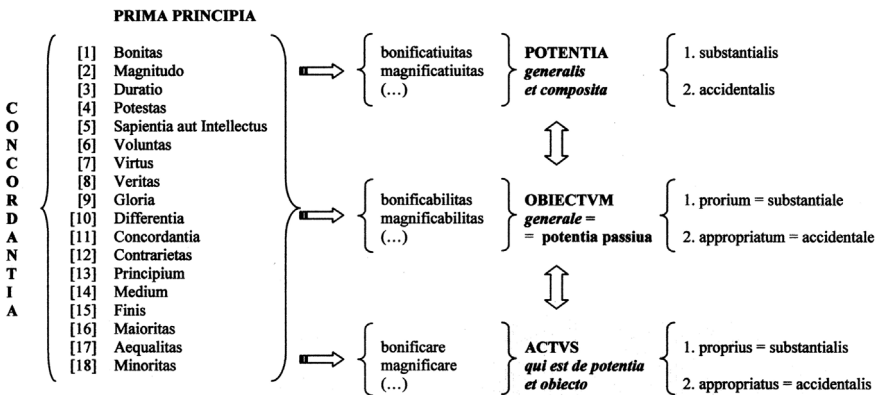 PRIMA PRINCIPIA
CONCORDANTIA
[1] Bonitas
[2] Magnitudo
[3] Duratio
[4] Potestas
[5] Sapientia aut Intellectus
[6] Voluntas
[7] Virtus
[8] Veritas
[9] Gloria
[10] Differentia
[11] Concordantia
[12] Contrarietas
[13] Principium
[14] Medium
[15] Finis
[16] Maioritas
[17] Aequalitas
[18] Minoritas
bonificatiuitas
magnificatiuitas
(...)
POTENTIA
generalis
et composita
1. substantialis
2. accidentalis
bonificabilitas
magnificabilitas
(...)
OBIECTVM
generale =
= potentia passiua
1. prorium = substantiale
2. appropriatum = accidentale
bonificare
magnificare
(...)
ACTVS
qui est de potentia
et obiecto
1. proprius = substantialis
2. appropriatus = accidentalis